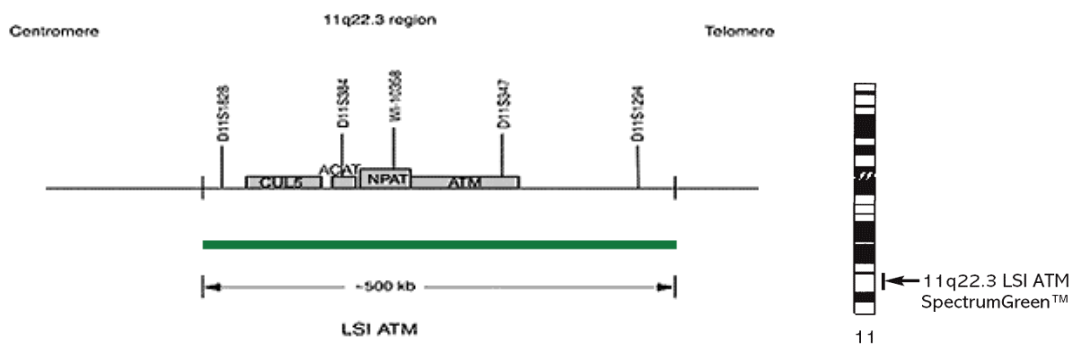 11q22.3 region
Centromere
Telomere
D11S1828
D11S384
WI-10358
D11S347
D11S1294
CUL5
ACAT
NPAT
ATM
~500 kb
LSI ATM
11q22.3 LSI ATM
SpectrumGreen™
11